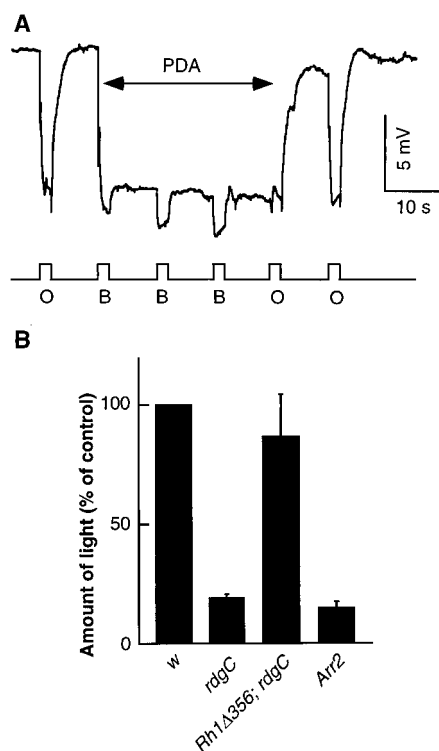 A
PDA
5 mV
10 s
O B B B O O
B
Amount of light (% of control)
100
50
0
w
rdgC
Rh1Δ356; rdgC
Arr2